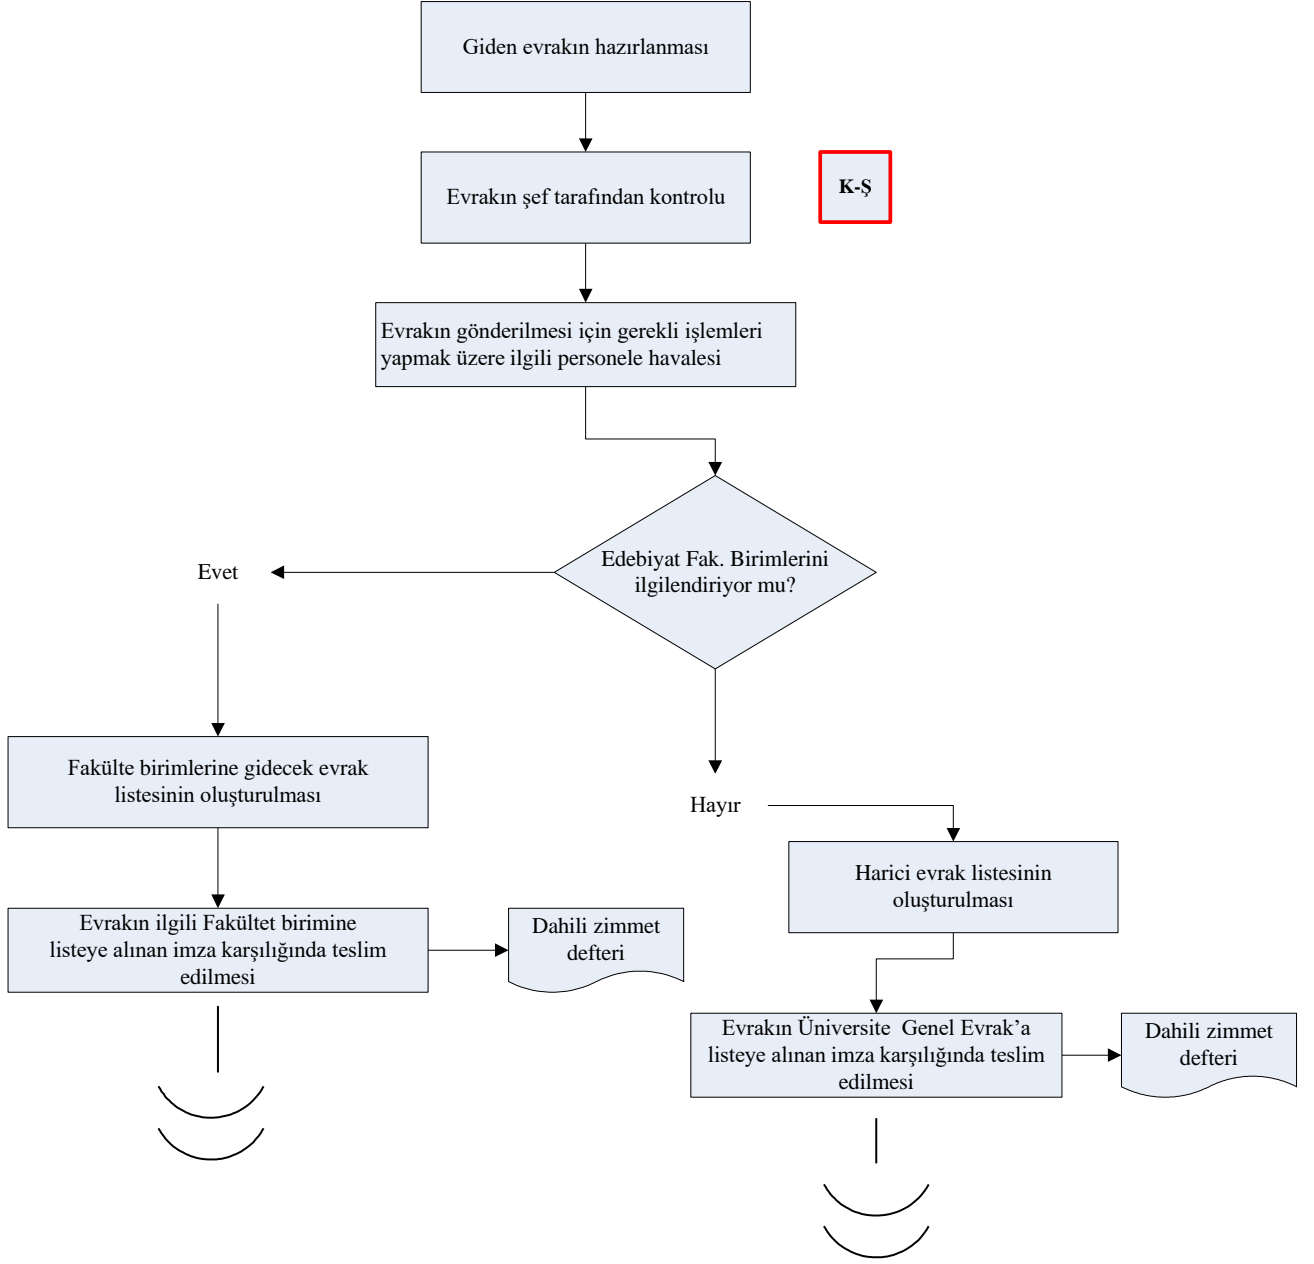 Giden evrakın hazırlanması
Evrakın şef tarafından kontrolu
K-Ş
Evrakın gönderilmesi için gerekli işlemleri
yapmak üzere ilgili personele havalesi
Edebiyat Fak. Birimlerini
ilgilendiriyor mu?
Evet
Fakülte birimlerine gidecek evrak
listesinin oluşturulması
Hayır
Harici evrak listesinin
oluşturulması
Evrakın ilgili Fakültet birimine
listeye alınan imza karşılığında teslim
edilmesi
Dahili zimmet
defteri
Evrakın Üniversite  Genel Evrak’a
listeye alınan imza karşılığında teslim
edilmesi
Dahili zimmet
defteri